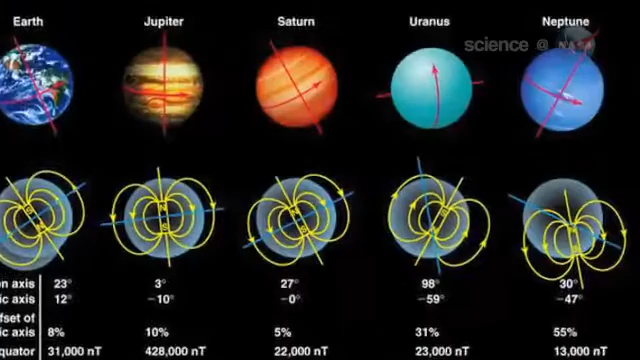 Earth Jupiter Saturn Uranus Neptune
science @ NASA
N S
on axis 23° 3° 27° 98° 30°
ic axis 12° −10° −0° −59° −47°
ffset of
ic axis 8% 10% 5% 31% 55%
quator 31,000 nT 428,000 nT 22,000 nT 23,000 nT 13,000 nT